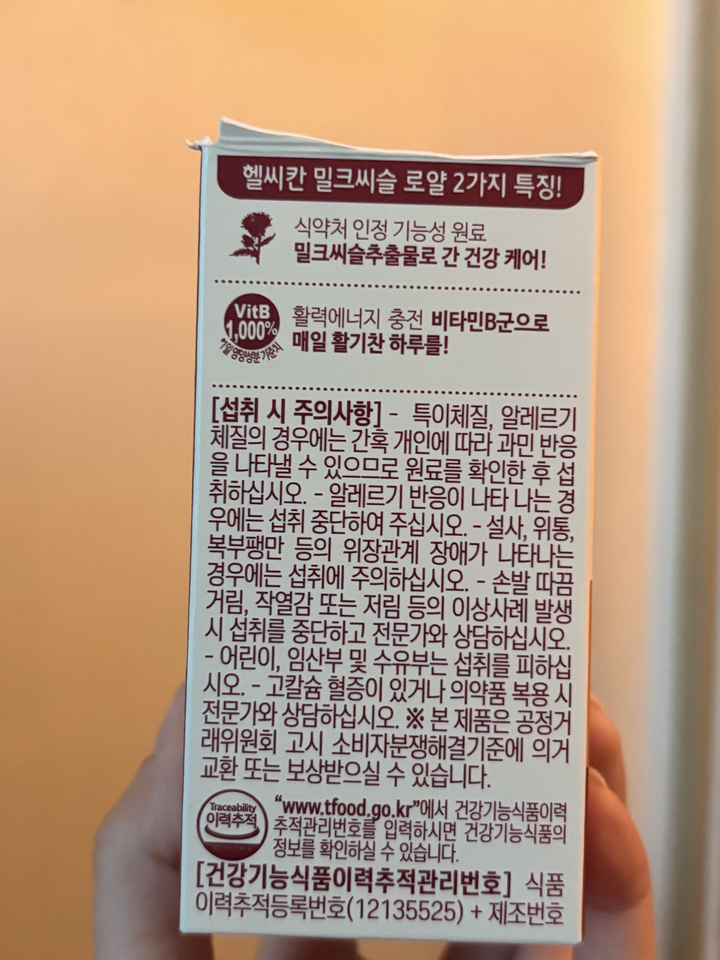 헬씨칸 밀크씨슬 로얄 2가지 특징!
식약처 인정 기능성 원료
밀크씨슬추출물로 간 건강 케어!
VitB
1,000%
*1일 영양성분 기준치
활력에너지 충전 비타민B군으로
매일 활기찬 하루를!
[섭취 시 주의사항] - 특이체질, 알레르기
체질의 경우에는 간혹 개인에 따라 과민 반응
을 나타낼 수 있으므로 원료를 확인한 후 섭
취하십시오. - 알레르기 반응이 나타 나는 경
우에는 섭취 중단하여 주십시오. - 설사, 위통,
복부팽만 등의 위장관계 장애가 나타나는
경우에는 섭취에 주의하십시오. - 손발 따끔
거림, 작열감 또는 저림 등의 이상사례 발생
시 섭취를 중단하고 전문가와 상담하십시오.
- 어린이, 임산부 및 수유부는 섭취를 피하십
시오. - 고칼슘 혈증이 있거나 의약품 복용 시
전문가와 상담하십시오. ※ 본 제품은 공정거
래위원회 고시 소비자분쟁해결기준에 의거
교환 또는 보상받으실 수 있습니다.
Traceability
이력추적
“www.tfood.go.kr”에서 건강기능식품이력
추적관리번호를 입력하시면 건강기능식품의
정보를 확인하실 수 있습니다.
[건강기능식품이력추적관리번호] 식품
이력추적등록번호(12135525) + 제조번호